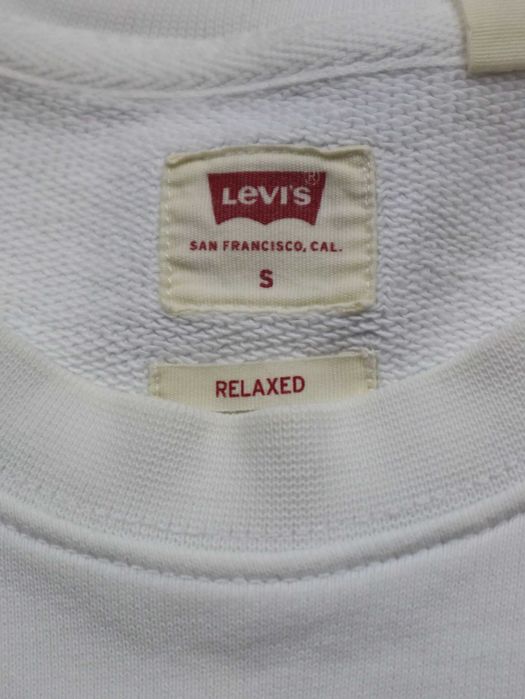 Levi's®
SAN FRANCISCO, CAL.
S
RELAXED